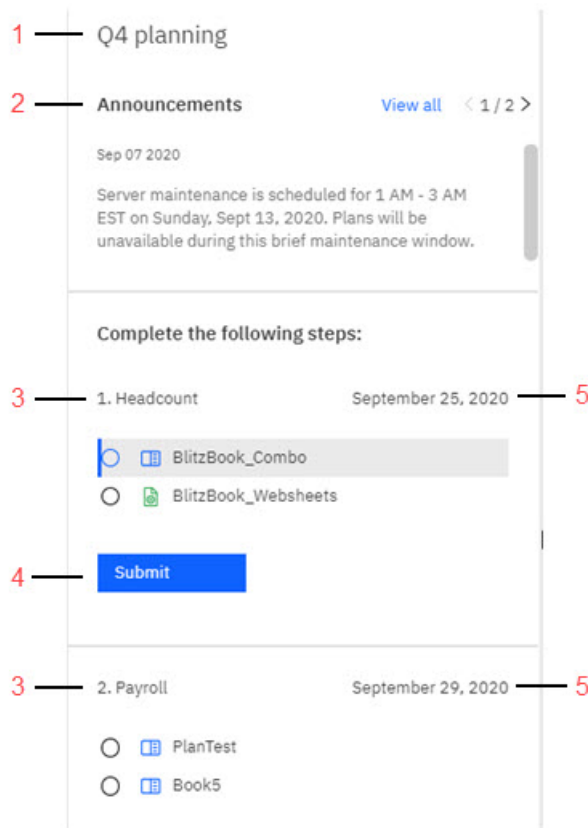 1 Q4 planning
2 Announcements View all < 1 / 2 >
Sep 07 2020
Server maintenance is scheduled for 1 AM - 3 AM
EST on Sunday, Sept 13, 2020. Plans will be
unavailable during this brief maintenance window.
Complete the following steps:
3 1. Headcount September 25, 2020 5
BlitzBook_Combo
BlitzBook_Websheets
4 Submit
3 2. Payroll September 29, 2020 5
PlanTest
Book5